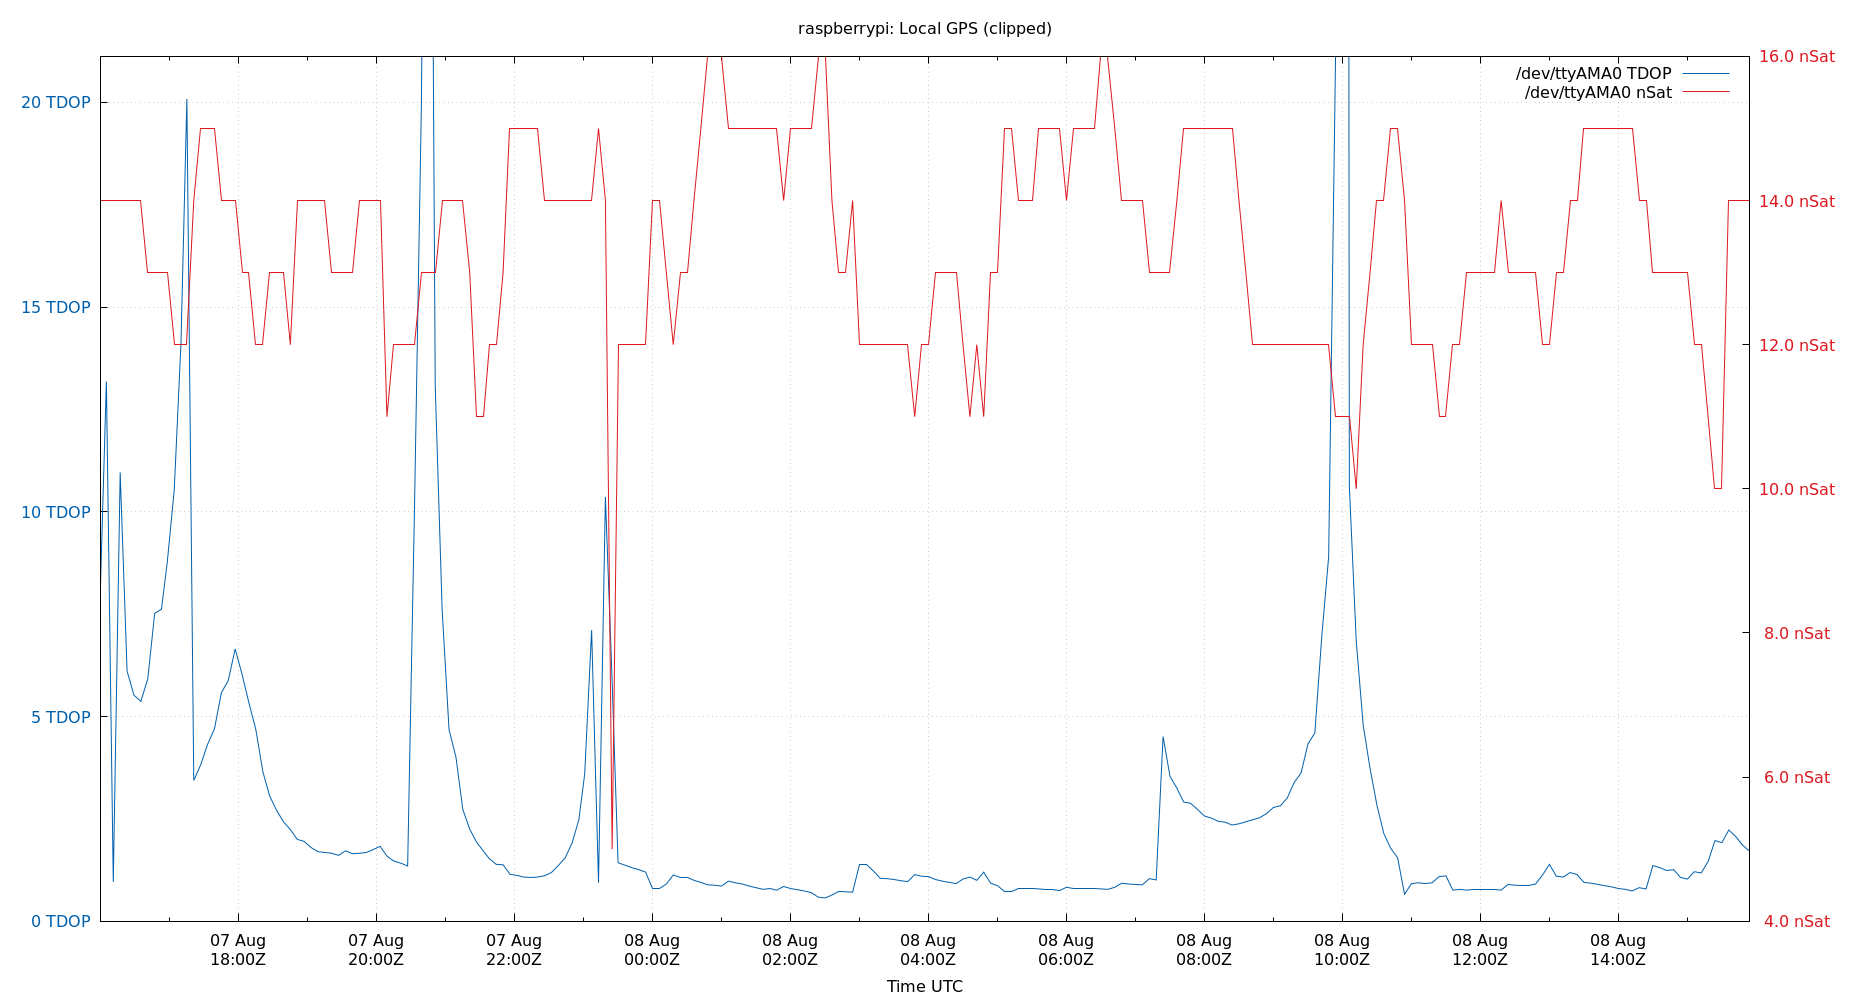 raspberrypi: Local GPS (clipped)
/dev/ttyAMA0 TDOP
/dev/ttyAMA0 nSat
20 TDOP
15 TDOP
10 TDOP
5 TDOP
0 TDOP
16.0 nSat
14.0 nSat
12.0 nSat
10.0 nSat
8.0 nSat
6.0 nSat
4.0 nSat
07 Aug
18:00Z
07 Aug
20:00Z
07 Aug
22:00Z
08 Aug
00:00Z
08 Aug
02:00Z
08 Aug
04:00Z
08 Aug
06:00Z
08 Aug
08:00Z
08 Aug
10:00Z
08 Aug
12:00Z
08 Aug
14:00Z
Time UTC